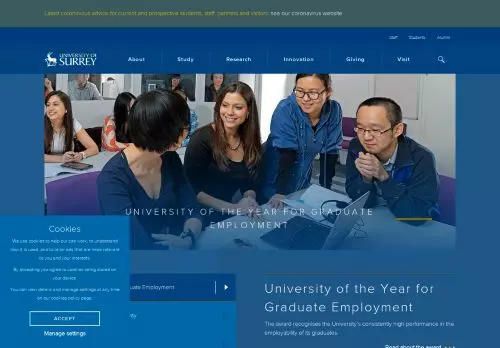 Latest coronavirus advice for current and prospective students, staff, partners and visitors: see our coronavirus website
Staff Students Alumni
UNIVERSITY OF
SURREY
About Study Research Innovation Giving Visit
UNIVERSITY OF THE YEAR FOR GRADUATE
EMPLOYMENT
Cookies
We use cookies to help our site work, to understand
how it is used, and to tailor ads that are more relevant
to you and your interests.
By accepting you agree to cookies being stored on
your device.
You can view details and manage settings at any time
on our cookies policy page.
ACCEPT
Manage settings
uate Employment
University of the Year for
Graduate Employment
The award recognises the University's consistently high performance in the
employability of its graduates.
Read about the award